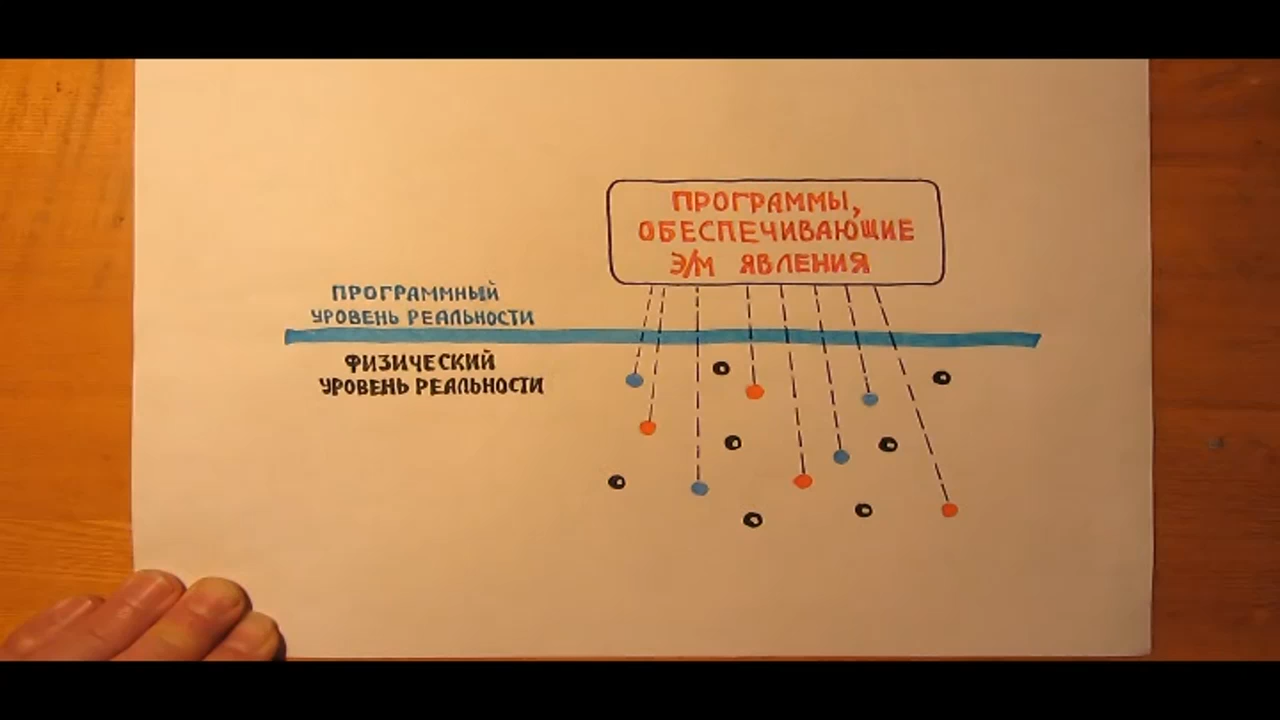 ПРОГРАММЫ,
ОБЕСПЕЧИВАЮЩИЕ
Э/М ЯВЛЕНИЯ
ПРОГРАММНЫЙ
УРОВЕНЬ РЕАЛЬНОСТИ
ФИЗИЧЕСКИЙ
УРОВЕНЬ РЕАЛЬНОСТИ